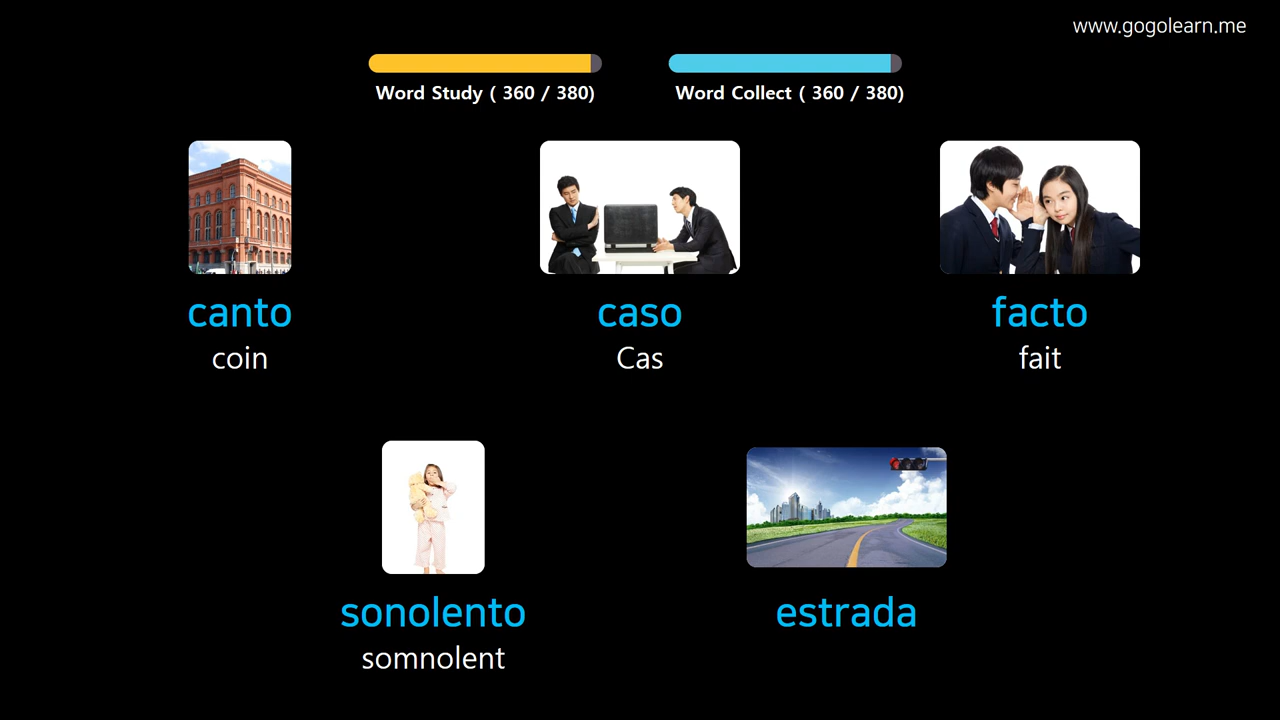 www.gogolearn.me
Word Study ( 360 / 380)
Word Collect ( 360 / 380)
canto
coin
caso
Cas
facto
fait
sonolento
somnolent
estrada